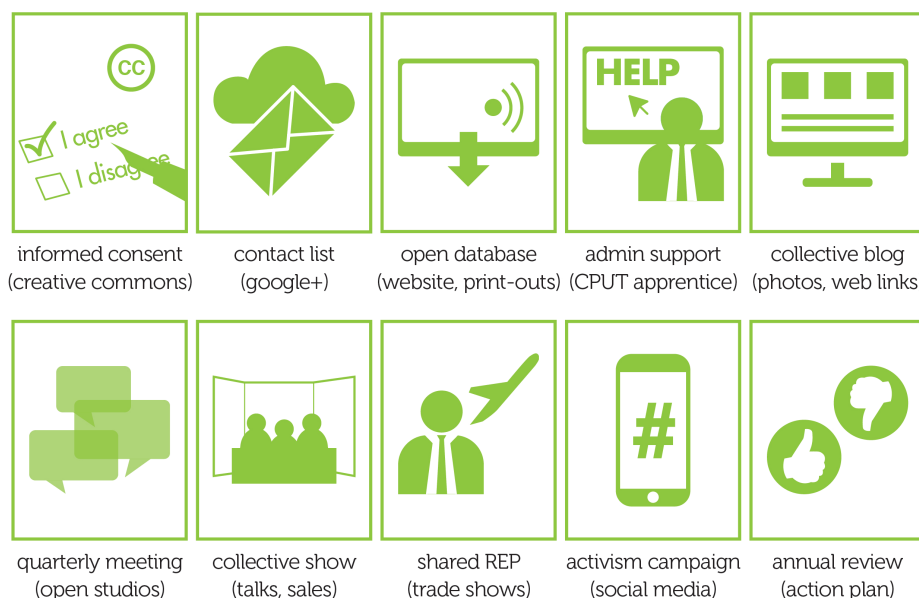 CC
I agree
I disagree
HELP
informed consent
(creative commons)
contact list
(google+)
open database
(website, print-outs)
admin support
(CPUT apprentice)
collective blog
(photos, web links
#
quarterly meeting
(open studios)
collective show
(talks, sales)
shared REP
(trade shows)
activism campaign
(social media)
annual review
(action plan)